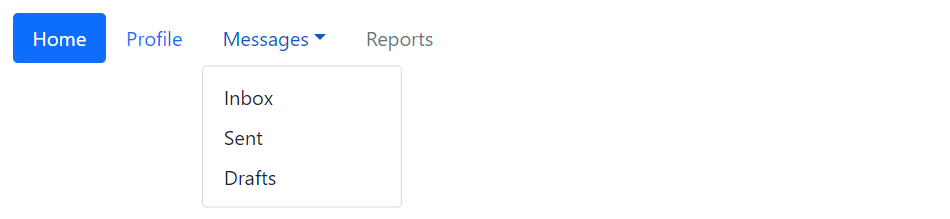 Home Profile Messages Reports
Inbox
Sent
Drafts